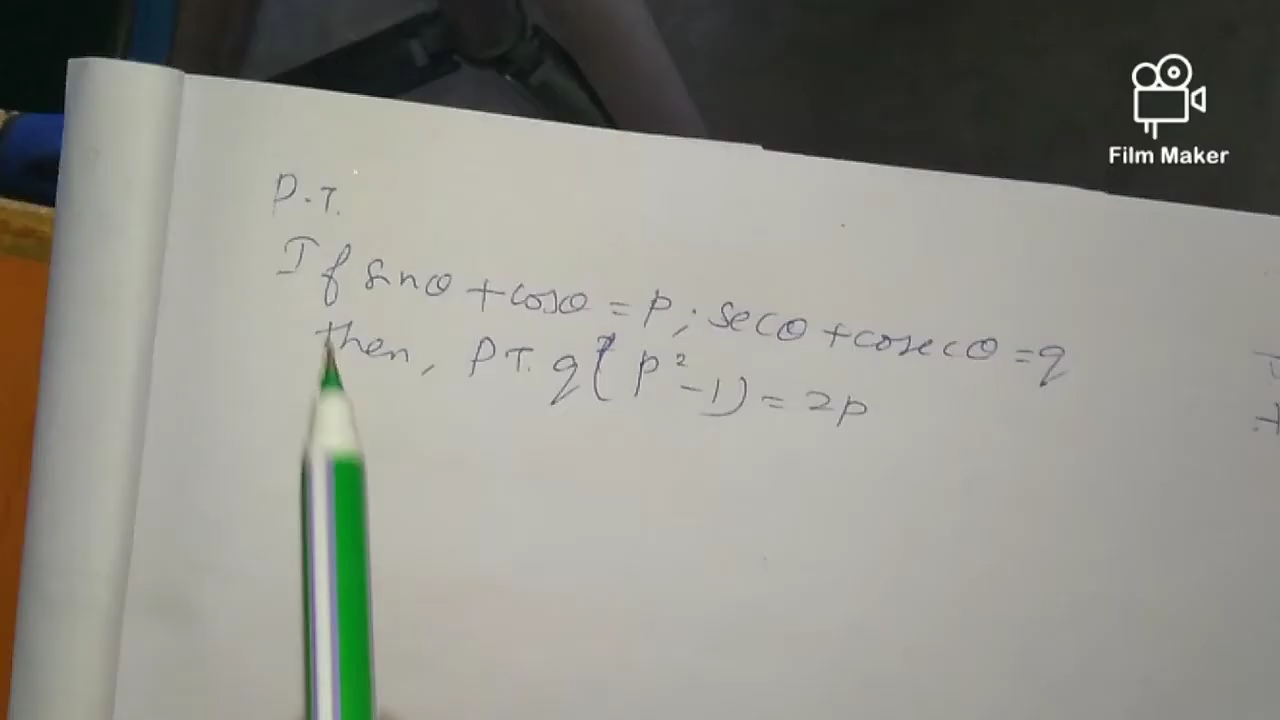 P.T.
If sinθ + cosθ = p; secθ + cosecθ = q
then, P.T. q(p² - 1) = 2p
Film Maker